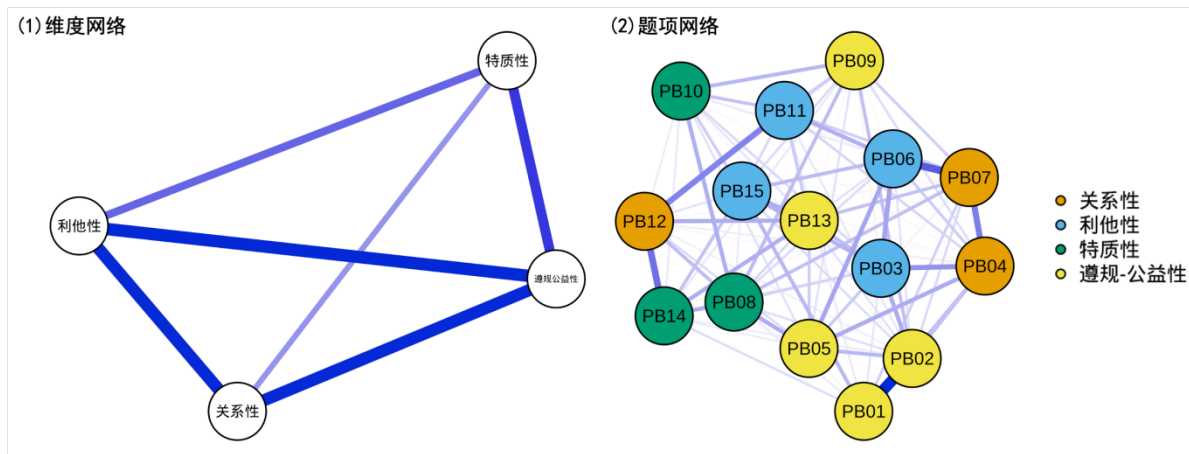 (1)维度网络
特质性
利他性
遵规公益性
关系性
(2)题项网络
PB09
PB10
PB11
PB06
PB07
PB15
PB12
PB13
PB03
PB04
PB14
PB08
PB05
PB02
PB01
关系性
利他性
特质性
遵规-公益性